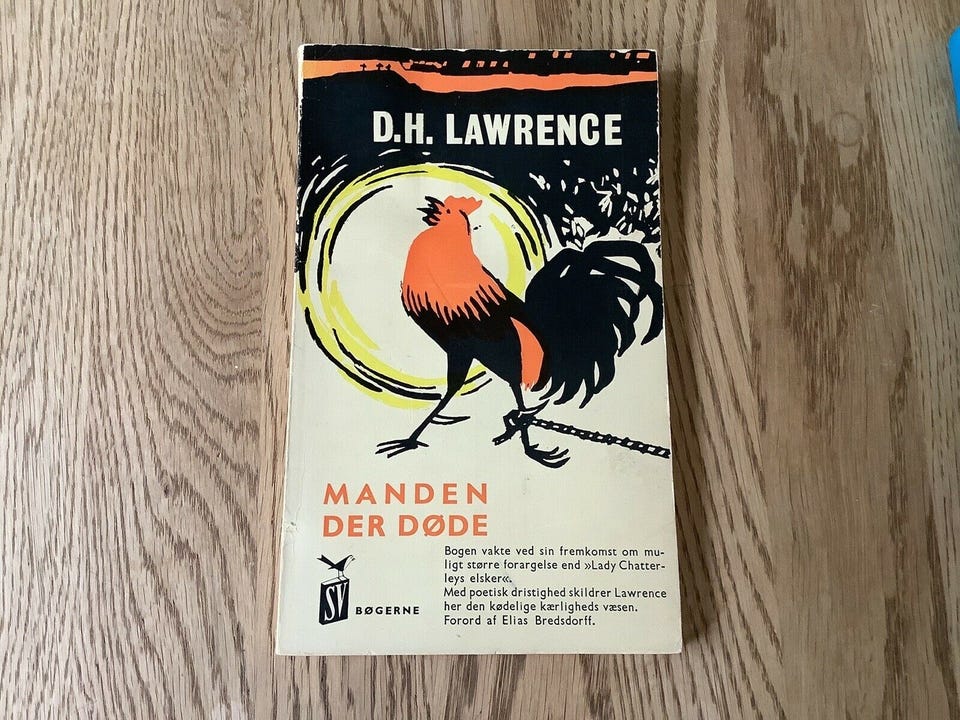 D.H. LAWRENCE
MANDEN
DER DØDE
Bogen vakte ved sin fremkomst om mu-
ligt større forargelse end »Lady Chatter-
leys elsker«.
Med poetisk dristighed skildrer Lawrence
her den kødelige kærligheds væsen.
Forord af Elias Bredsdorff.
SV
BØGERNE